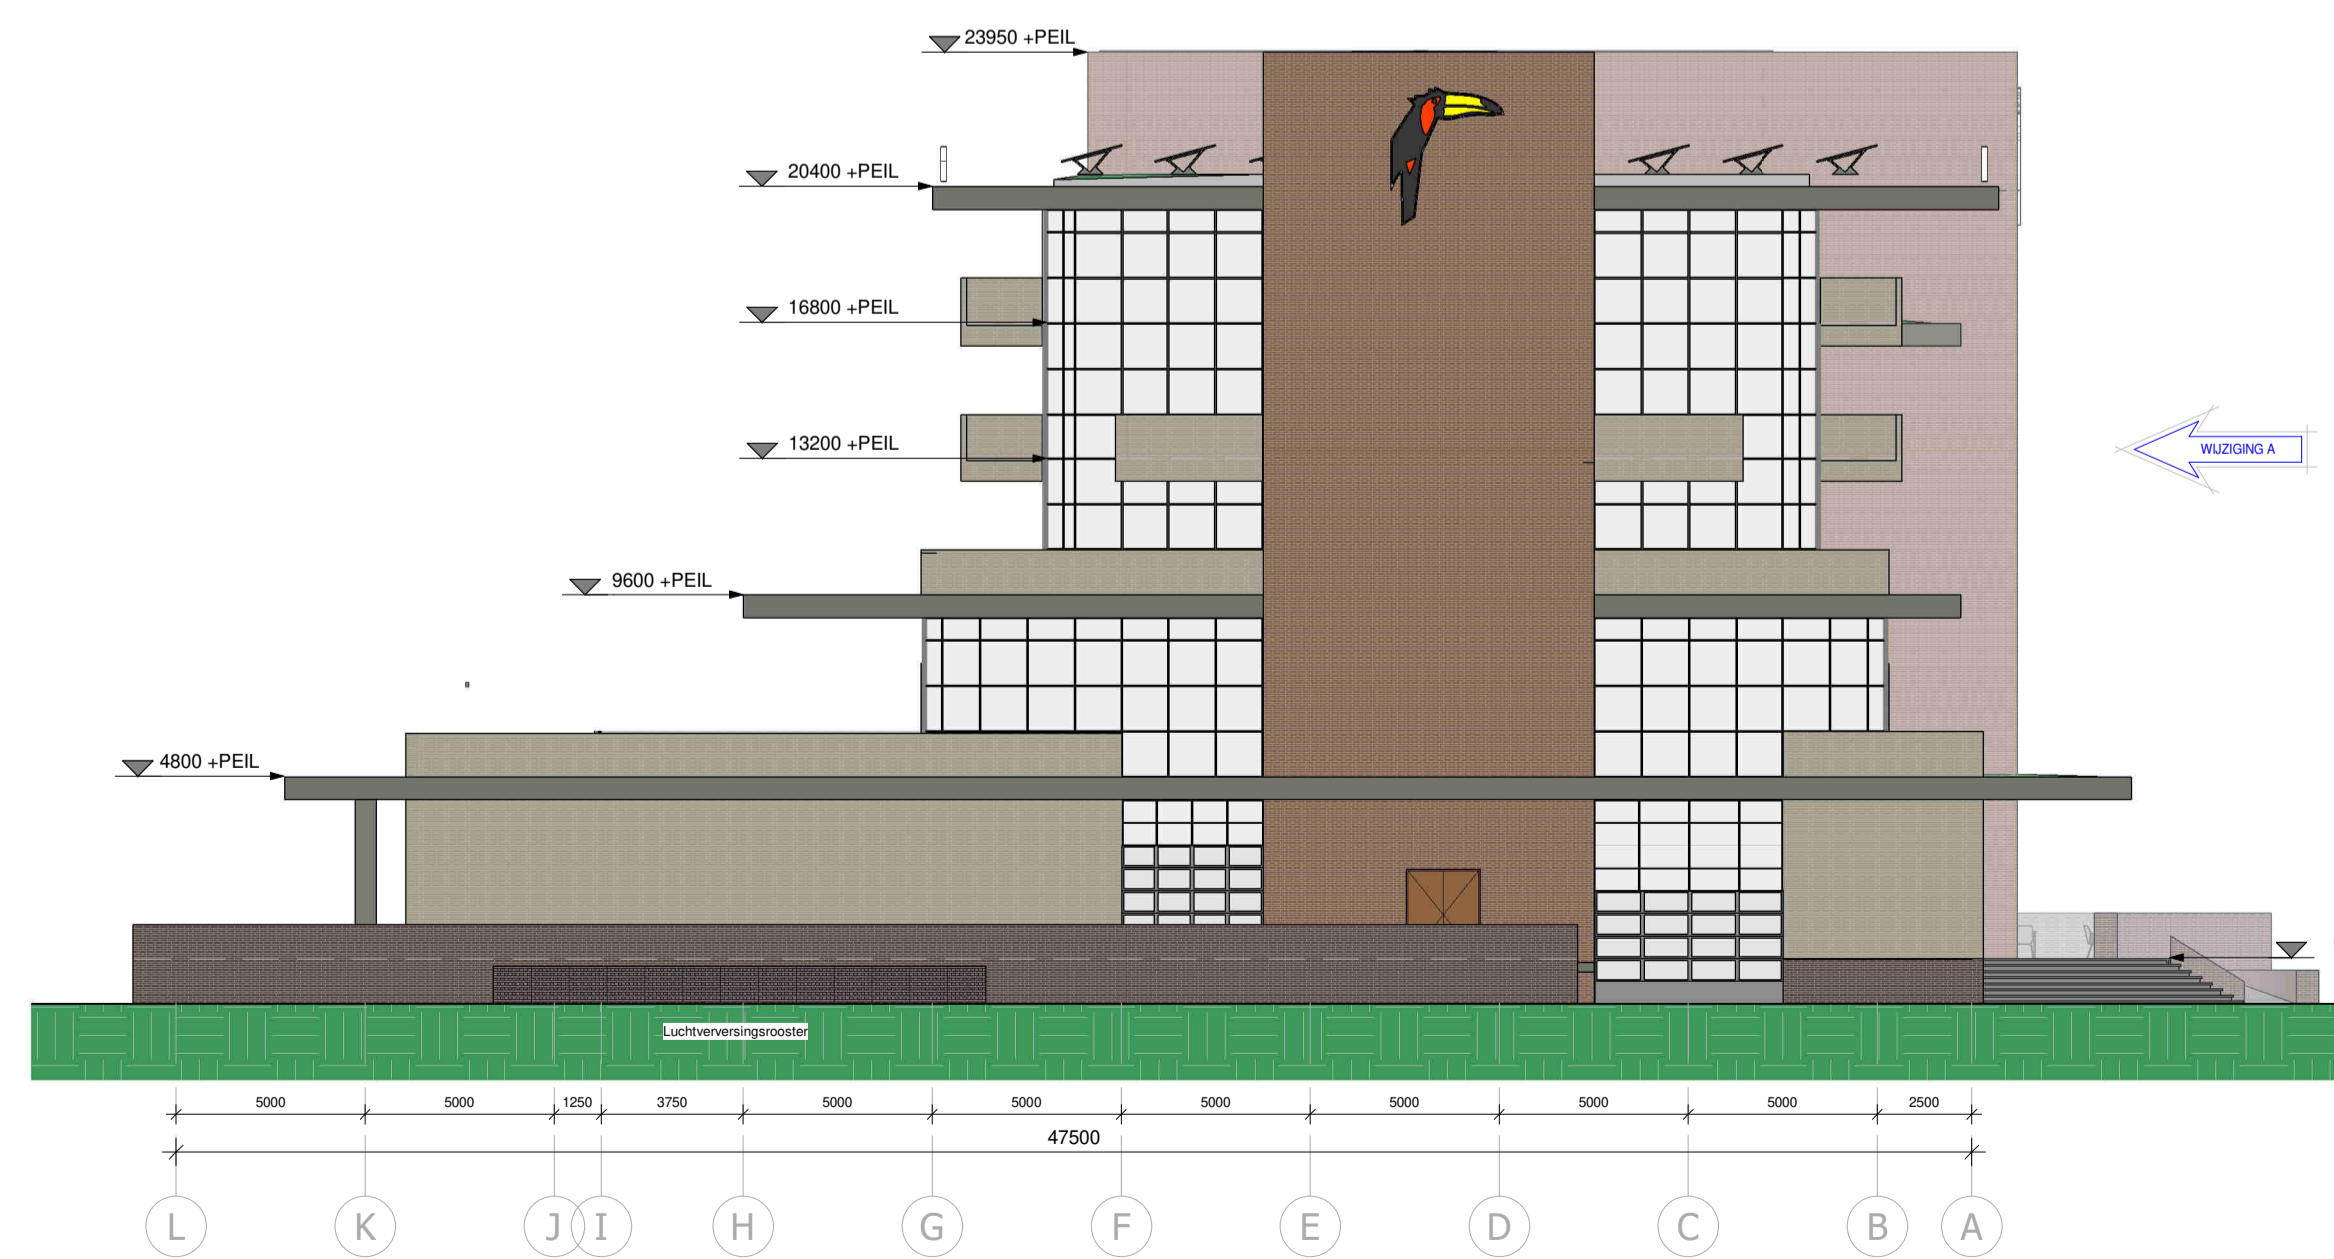 23950 +PEIL
20400 +PEIL
16800 +PEIL
13200 +PEIL
WIJZIGING A
9600 +PEIL
4800 +PEIL
Luchtverversingsrooster
5000 5000 1250 3750 5000 5000 5000 5000 5000 5000 2500
47500
L K J I H G F E D C B A